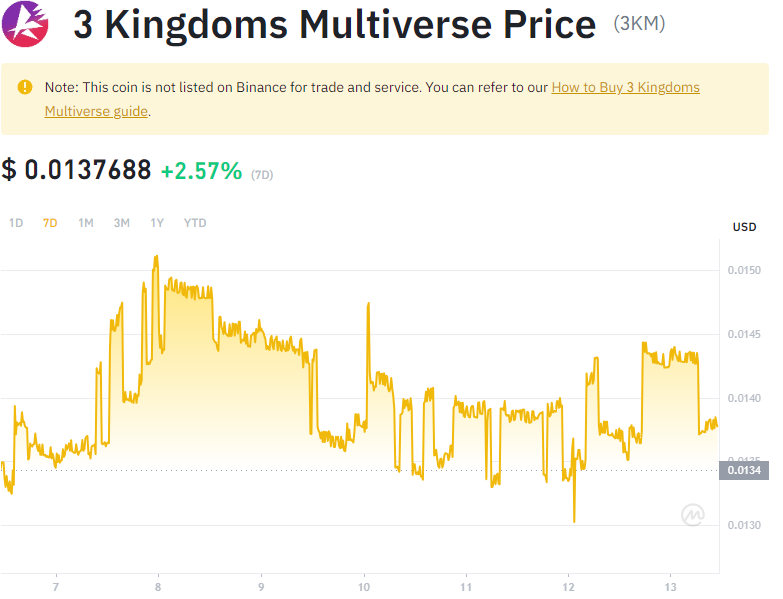 3 Kingdoms Multiverse Price (3KM)
Note: This coin is not listed on Binance for trade and service. You can refer to our How to Buy 3 Kingdoms
Multiverse guide.
$ 0.0137688 +2.57% (7D)
1D 7D 1M 3M 1Y YTD
USD
0.0150
0.0145
0.0140
0.0135
0.0134
0.0130
7 8 9 10 11 12 13